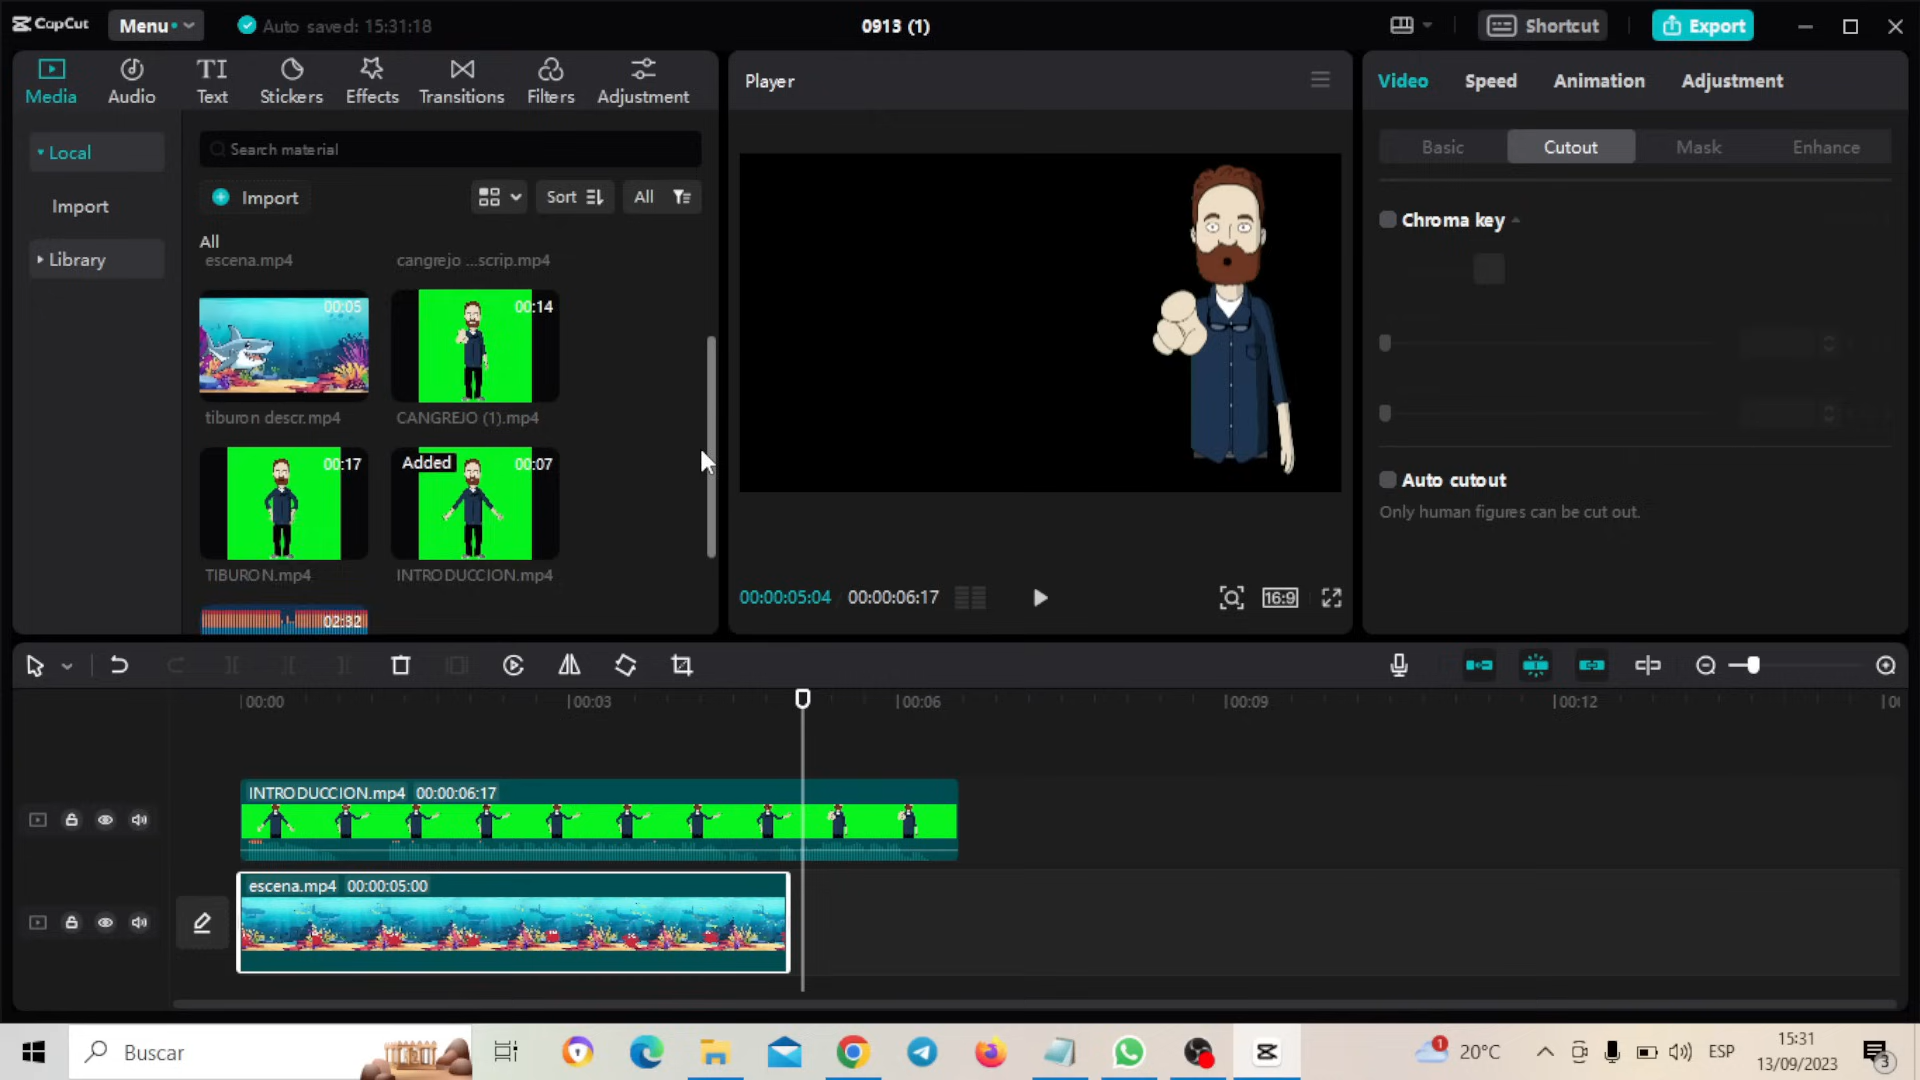 CapCut
Menu
Auto saved: 15:31:18
0913 (1)
Shortcut
Export
Media
Audio
TI
Text
Stickers
Effects
Transitions
Filters
Adjustment
Player
Video
Speed
Animation
Adjustment
Local
Import
Library
Search material
Import
Sort
All
All
escena.mp4
cangrejo ...scrip.mp4
00:05
tiburon descr.mp4
00:14
CANGREJO (1).mp4
00:17
TIBURON.mp4
Added
00:07
INTRODUCCION.mp4
02:32
00:00:05:04
00:00:06:17
16:9
Basic
Cutout
Mask
Enhance
Chroma key
Auto cutout
Only human figures can be cut out.
00:00
00:03
00:06
00:09
00:12
INTRODUCCION.mp4 00:00:06:17
escena.mp4 00:00:05:00
Buscar
1
20°C
ESP
15:31
13/09/2023
3